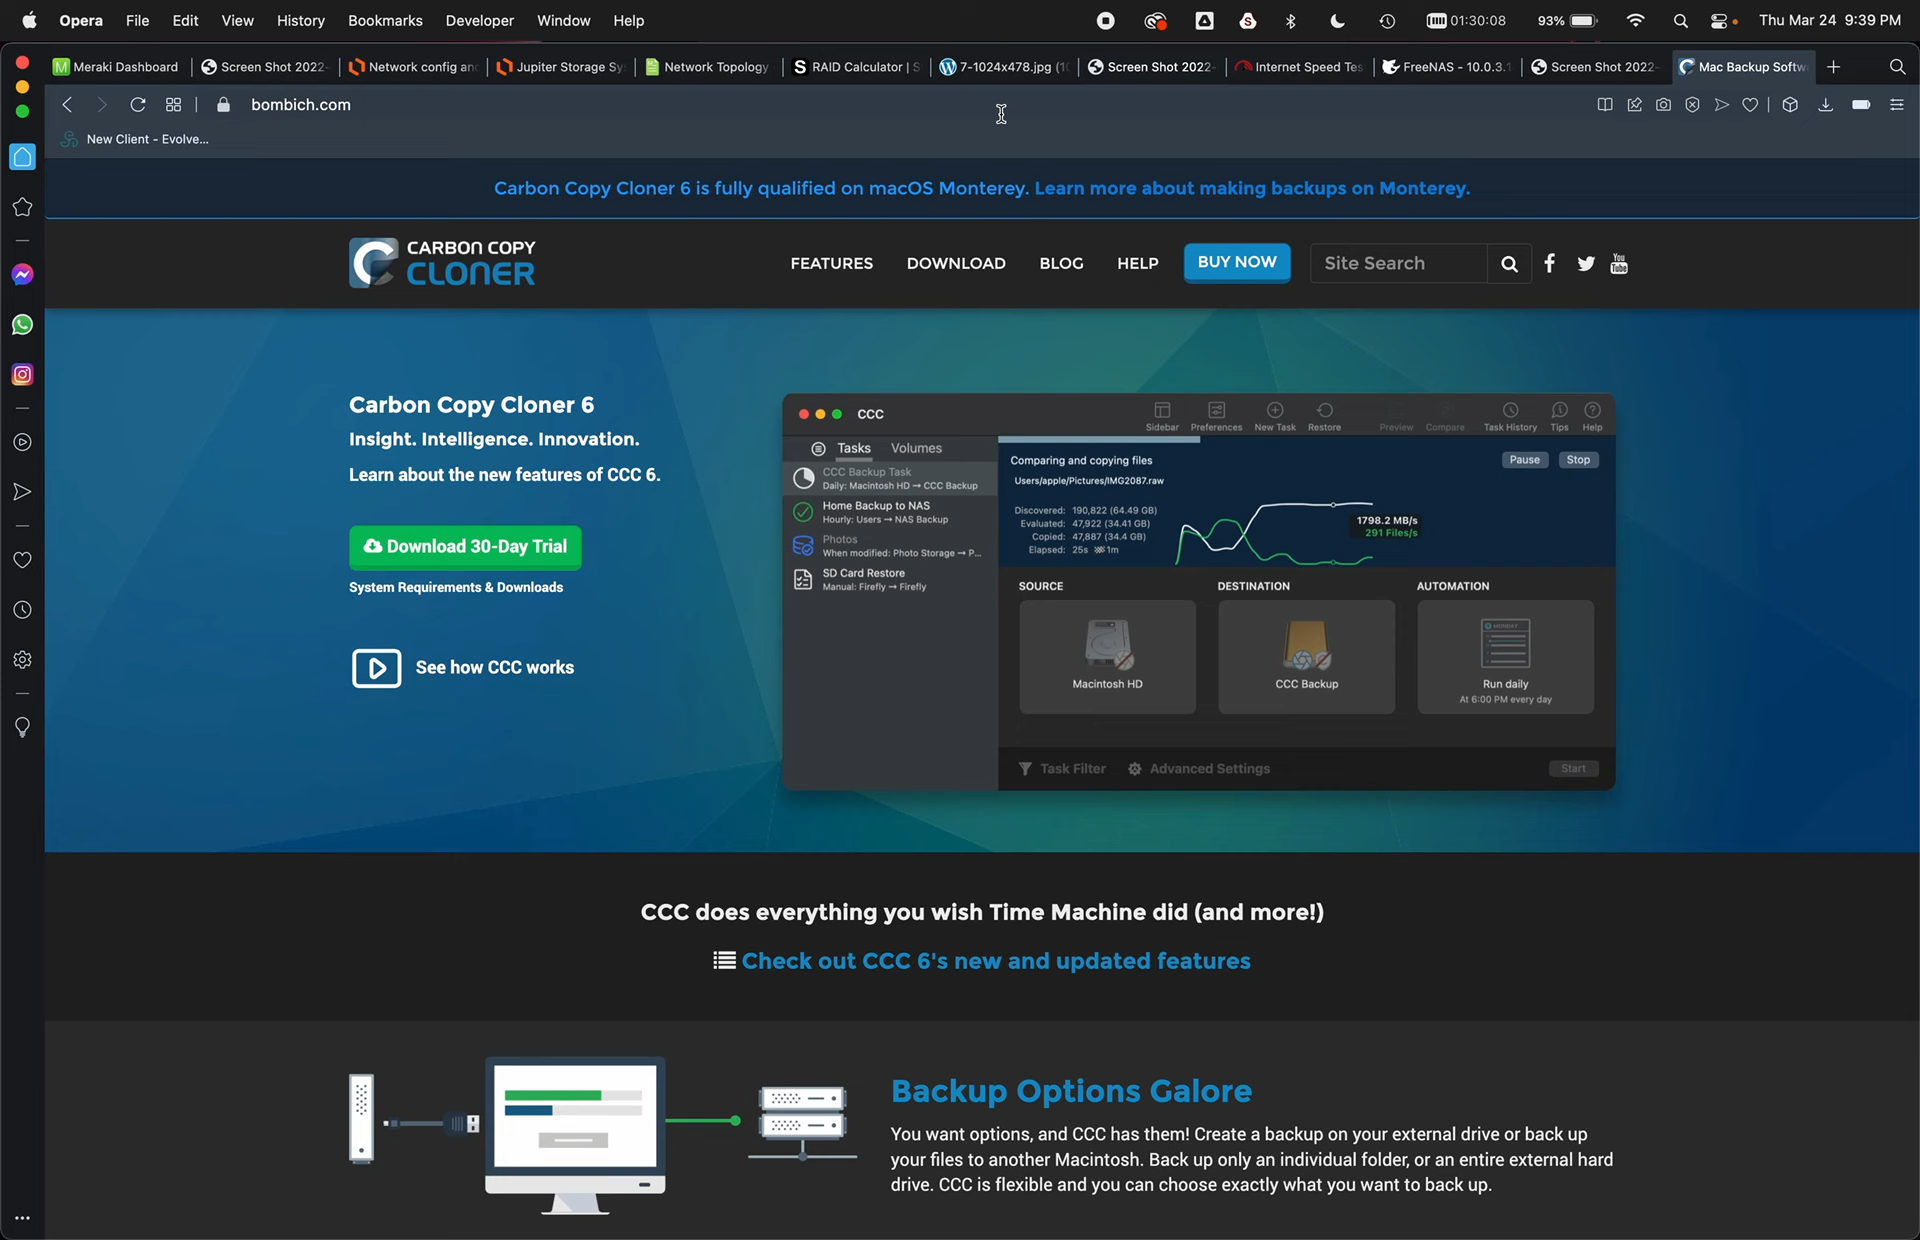 Opera File Edit View History Bookmarks Developer Window Help 01:30:08 93% Thu Mar 24 9:39 PM
Meraki Dashboard Screen Shot 2022- Network config an Jupiter Storage Sy Network Topology RAID Calculator | S 7-1024x478.jpg (1 Screen Shot 2022- Internet Speed Tes FreeNAS - 10.0.3.1 Screen Shot 2022- Mac Backup Softw
bombich.com
New Client - Evolve...
Carbon Copy Cloner 6 is fully qualified on macOS Monterey. Learn more about making backups on Monterey.
CARBON COPY
CLONER
FEATURES DOWNLOAD BLOG HELP BUY NOW Site Search You Tube
Carbon Copy Cloner 6
Insight. Intelligence. Innovation.
Learn about the new features of CCC 6.
Download 30-Day Trial
System Requirements & Downloads
See how CCC works
CCC
Sidebar Preferences New Task Restore Preview Compare Task History Tips Help
Tasks Volumes
CCC Backup Task
Daily: Macintosh HD → CCC Backup
Home Backup to NAS
Hourly: Users → NAS Backup
Photos
When modified: Photo Storage → P...
SD Card Restore
Manual: Firefly → Firefly
Comparing and copying files
Pause Stop
Users/apple/Pictures/IMG2087.raw
Discovered: 190,822 (64.49 GB)
Evaluated: 47,922 (34.41 GB)
Copied: 47,887 (34.4 GB)
Elapsed: 25s 1m
1798.2 MB/s
291 Files/s
SOURCE DESTINATION AUTOMATION
MONDAY
Macintosh HD CCC Backup Run daily
At 6:00 PM every day
Task Filter Advanced Settings Start
CCC does everything you wish Time Machine did (and more!)
Check out CCC 6's new and updated features
Backup Options Galore
You want options, and CCC has them! Create a backup on your external drive or back up
your files to another Macintosh. Back up only an individual folder, or an entire external hard
drive. CCC is flexible and you can choose exactly what you want to back up.